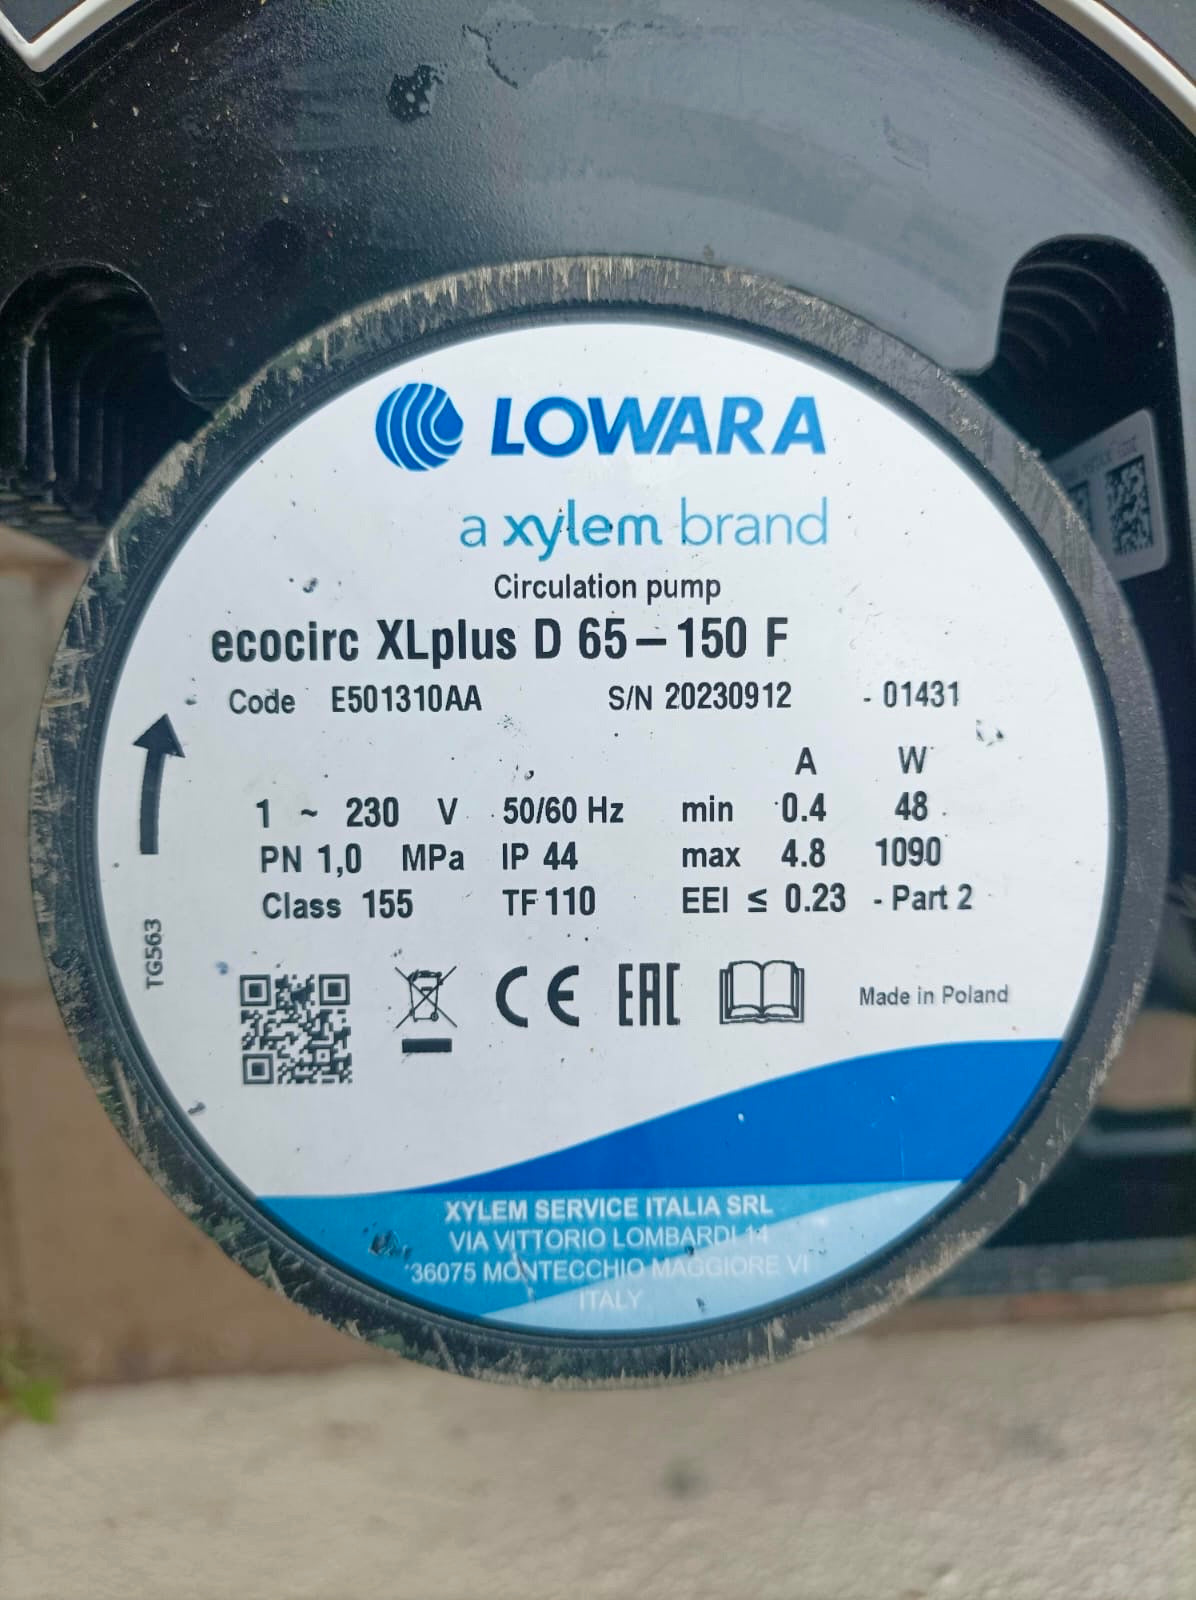 LOWARA
a xylem brand
Circulation pump
ecocirc XLplus D 65–150 F
Code E501310AA S/N 20230912 - 01431
A W
1 ~ 230 V 50/60 Hz min 0.4 48
PN 1,0 MPa IP 44 max 4.8 1090
Class 155 TF 110 EEI ≤ 0.23 - Part 2
TG563
CE EAC Made in Poland
XYLEM SERVICE ITALIA SRL
VIA VITTORIO LOMBARDI 14
36075 MONTECCHIO MAGGIORE VI
ITALY